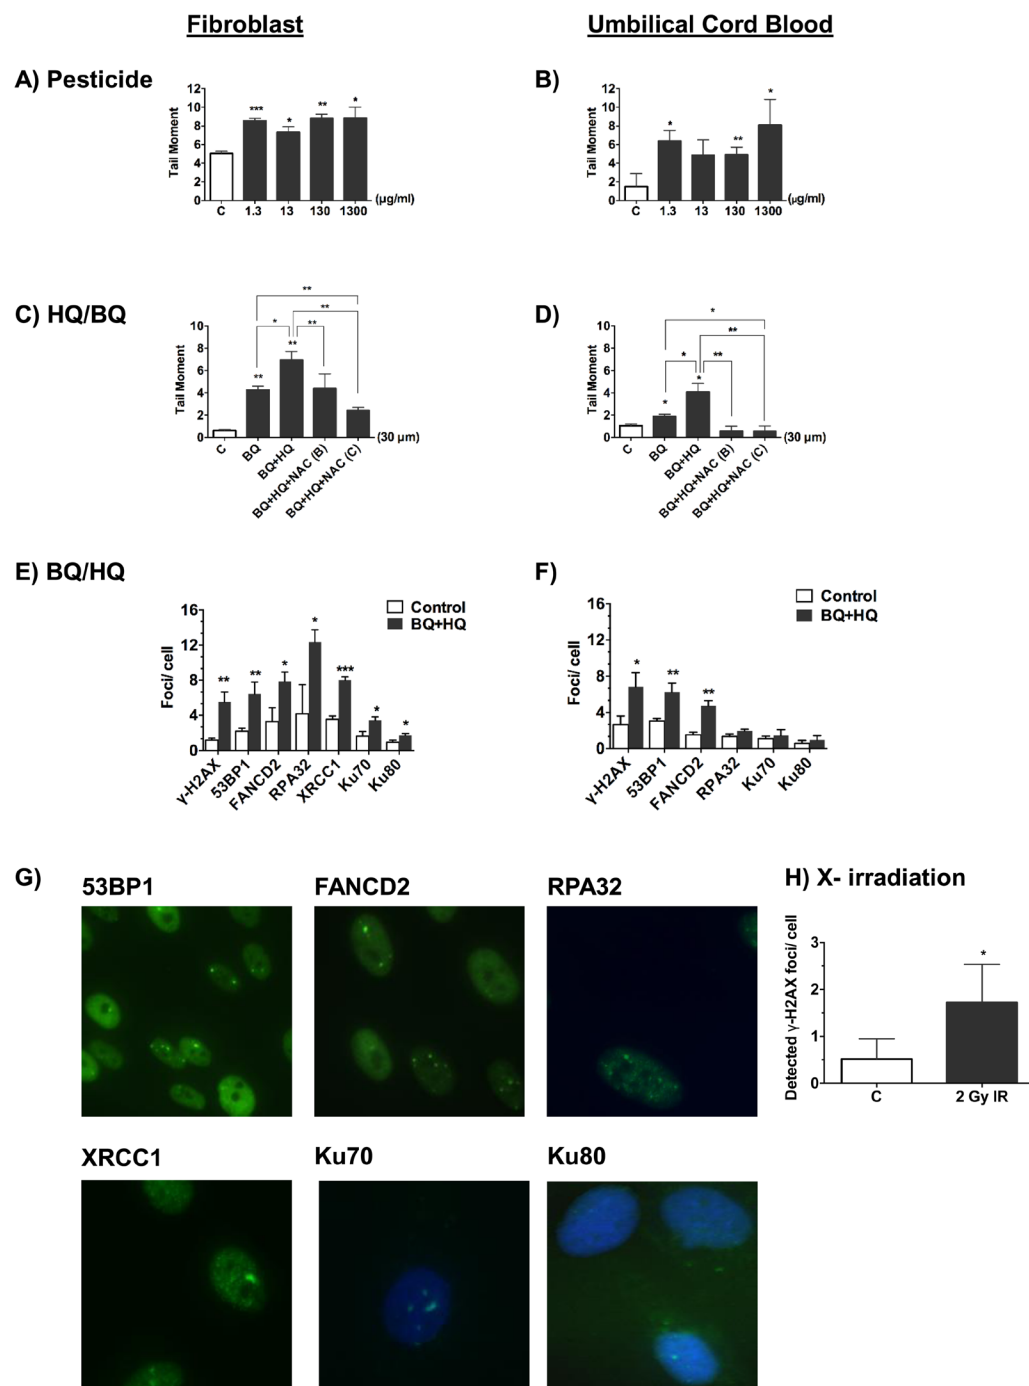 Fibroblast
Umbilical Cord Blood
A) Pesticide
Tail Moment
12
10
8
6
4
2
0
***
*
**
*
C
1.3
13
130
1300
(μg/ml)
B)
Tail Moment
12
10
8
6
4
2
0
*
**
*
C
1.3
13
130
1300
(μg/ml)
C) HQ/BQ
Tail Moment
10
8
6
4
2
0
**
**
*
**
**
**
C
BQ
BQ+HQ
BQ+HQ+NAC (B)
BQ+HQ+NAC (C)
(30 μm)
D)
Tail Moment
10
8
6
4
2
0
*
**
*
**
*
*
C
BQ
BQ+HQ
BQ+HQ+NAC (B)
BQ+HQ+NAC (C)
(30 μm)
E) BQ/HQ
Foci/ cell
16
12
8
4
0
Control
BQ+HQ
**
**
*
*
***
*
*
γ-H2AX
53BP1
FANCD2
RPA32
XRCC1
Ku70
Ku80
F)
Foci/ cell
16
12
8
4
0
Control
BQ+HQ
*
**
**
γ-H2AX
53BP1
FANCD2
RPA32
Ku70
Ku80
G)
53BP1
FANCD2
RPA32
XRCC1
Ku70
Ku80
H) X- irradiation
Detected γ-H2AX foci/ cell
3
2
1
0
*
C
2 Gy IR